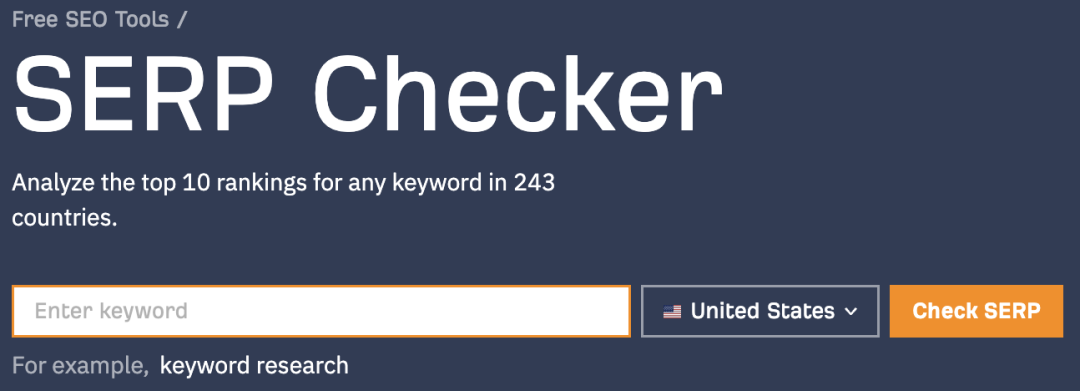 Free SEO Tools /
SERP Checker
Analyze the top 10 rankings for any keyword in 243
countries.
Enter keyword
United States
Check SERP
For example, keyword research